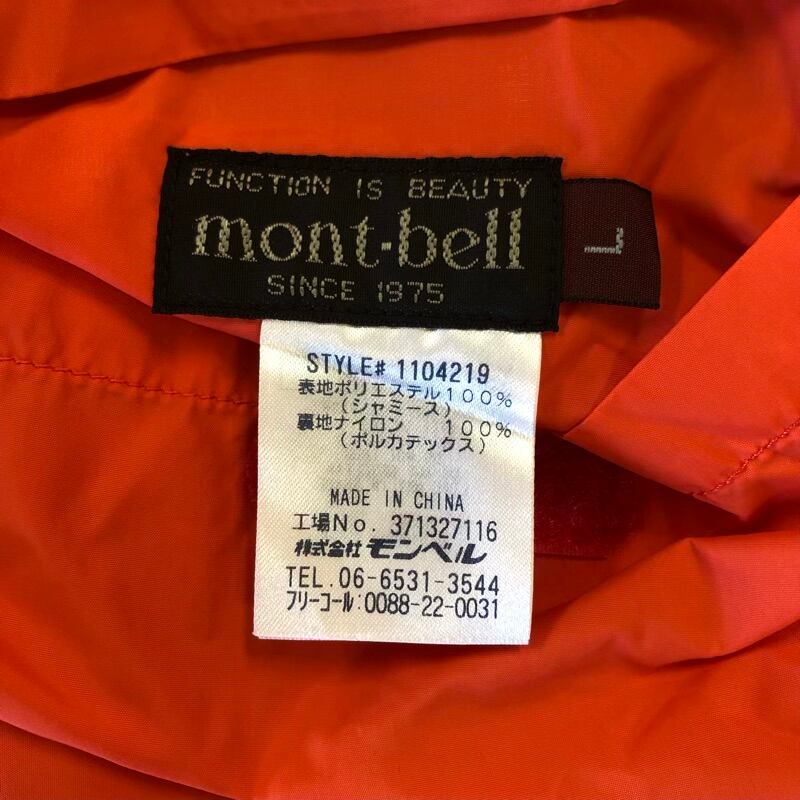 FUNCTION IS BEAUTY
mont-bell
SINCE 1975
L
STYLE# 1104219
表地ポリエステル100%
(シャミース)
裏地ナイロン 100%
(ポルカテックス)
MADE IN CHINA
工場No. 371327116
株式会社 モンベル
TEL. 06-6531-3544
フリーコール:0088-22-0031